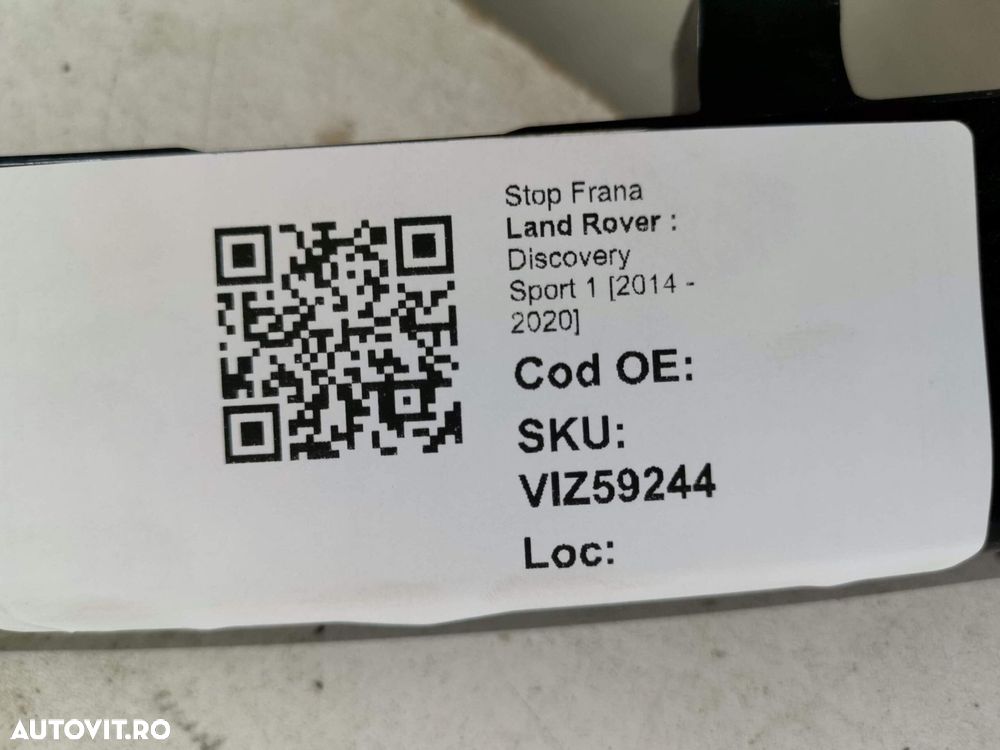 Stop Frana
Land Rover :
Discovery
Sport 1 [2014 -
2020]
Cod OE:
SKU:
VIZ59244
Loc:
AUTOVIT.RO